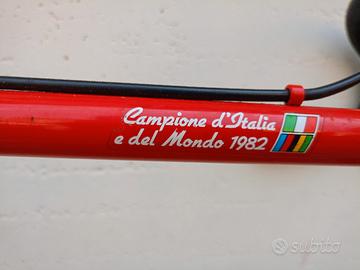 Campione d'Italia
e del Mondo 1982
subito